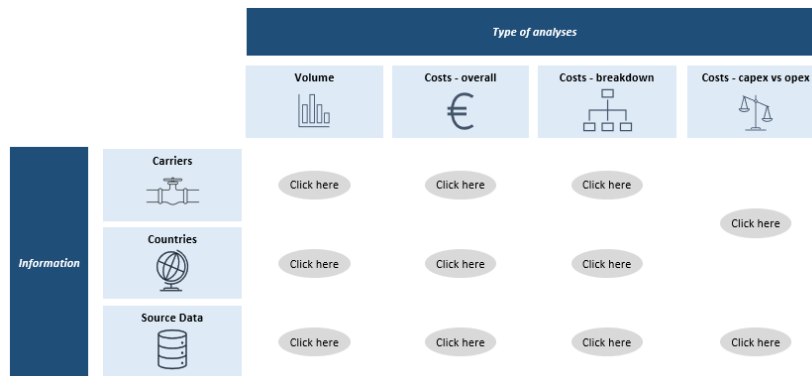 Type of analyses
Volume
Costs - overall
Costs - breakdown
Costs - capex vs opex
€
Information
Carriers
Click here
Click here
Click here
Click here
Countries
Click here
Click here
Click here
Source Data
Click here
Click here
Click here
Click here